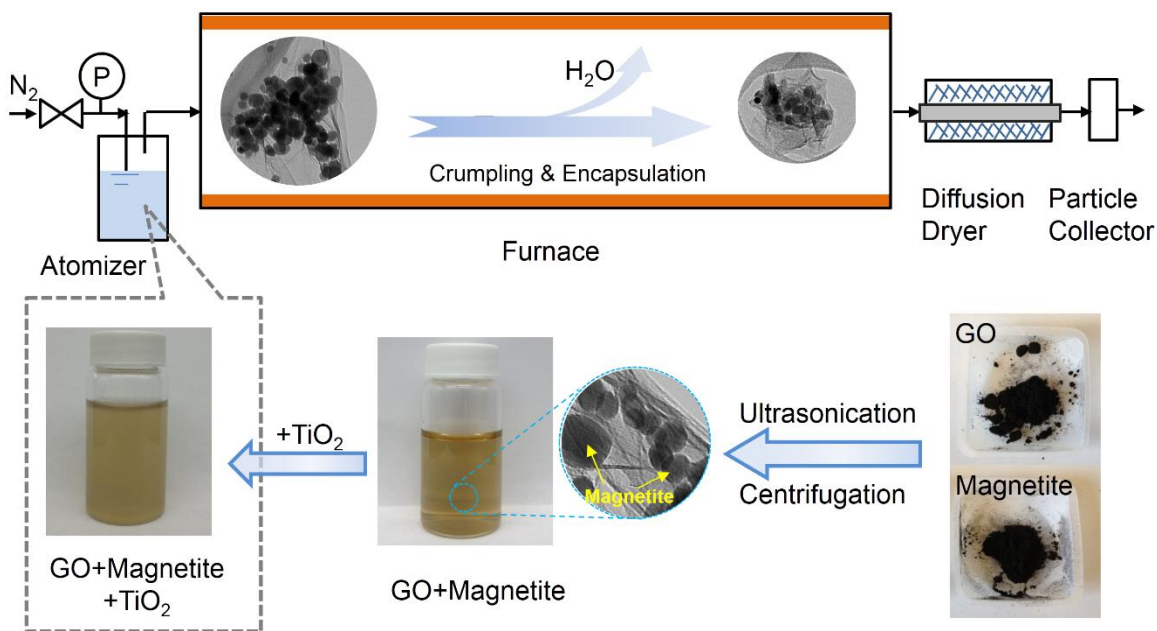 N₂
P
H₂O
Crumpling & Encapsulation
Atomizer
Furnace
Diffusion
Dryer
Particle
Collector
GO+Magnetite
+TiO₂
+TiO₂
GO+Magnetite
Magnetite
Ultrasonication
Centrifugation
GO
Magnetite